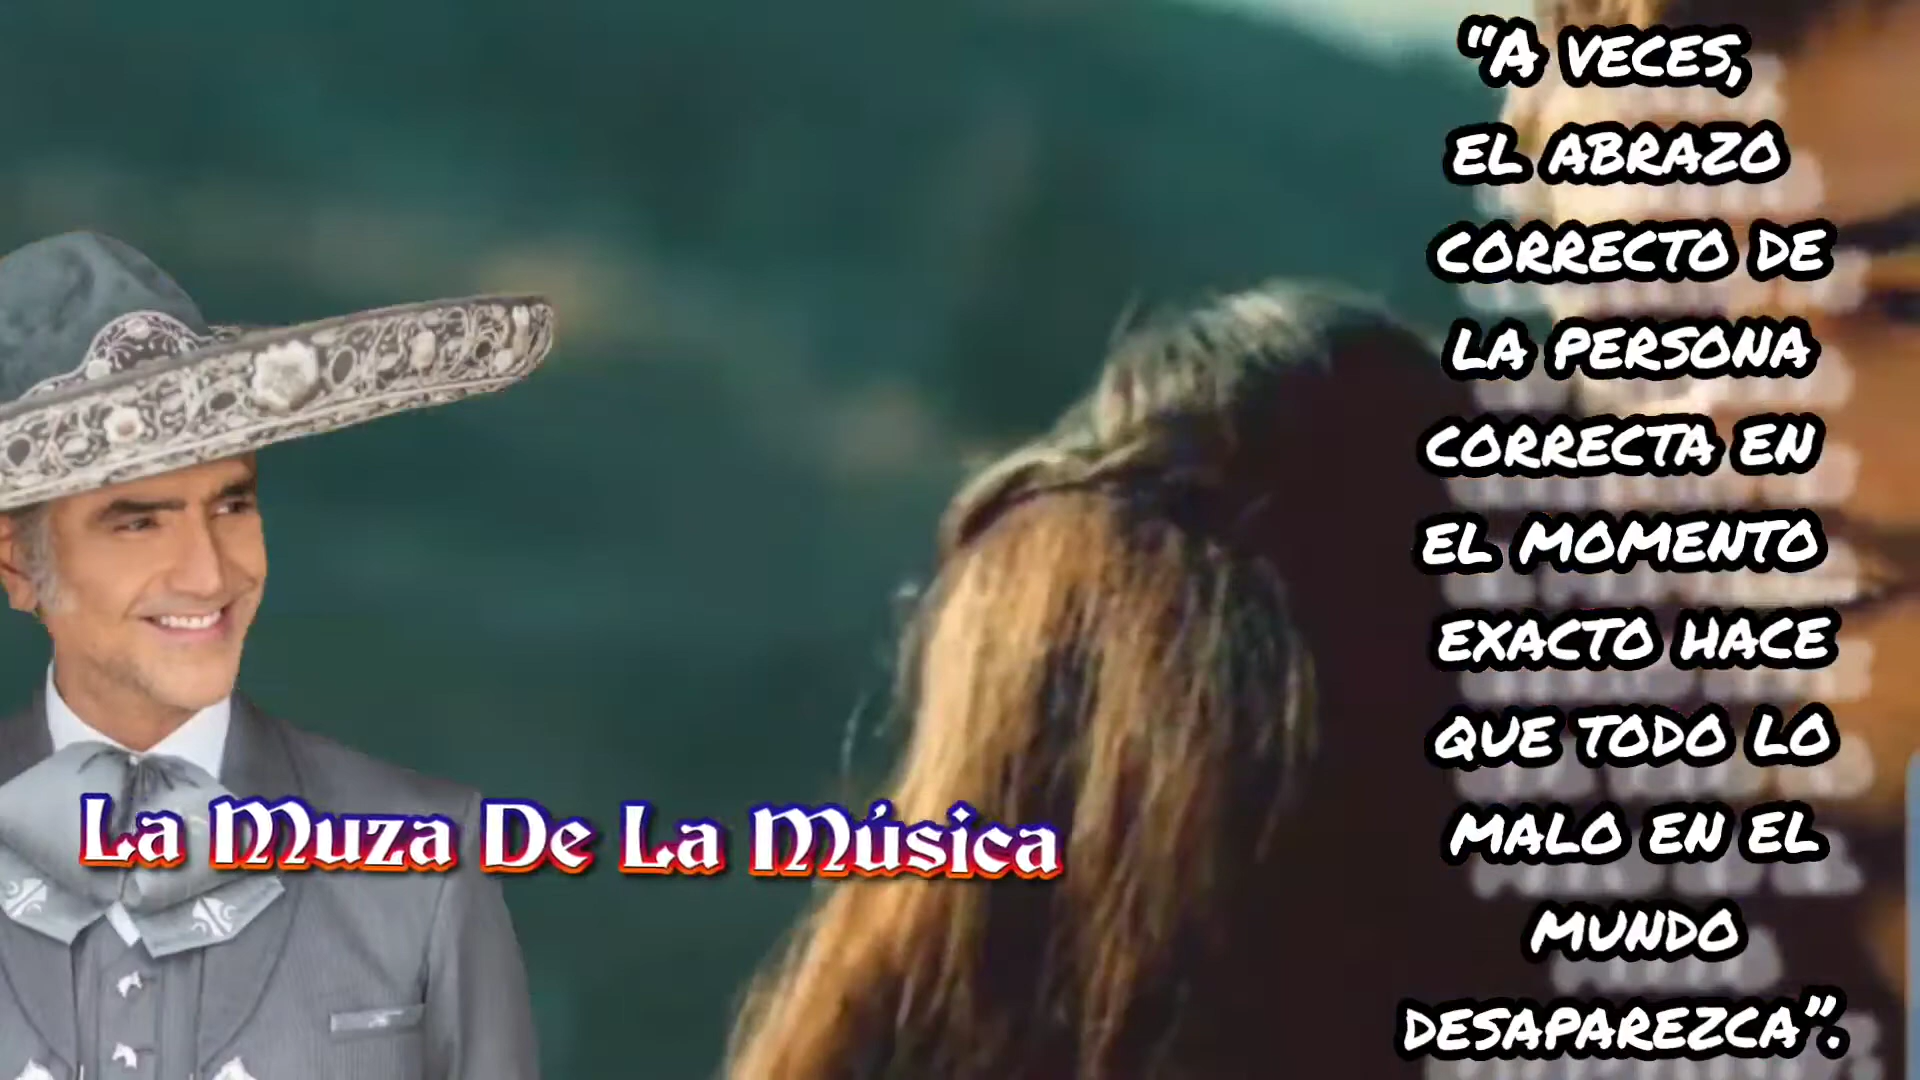 “A VECES,
EL ABRAZO
CORRECTO DE
LA PERSONA
CORRECTA EN
EL MOMENTO
EXACTO HACE
QUE TODO LO
MALO EN EL
MUNDO
DESAPAREZCA”.
La Muza De La Música